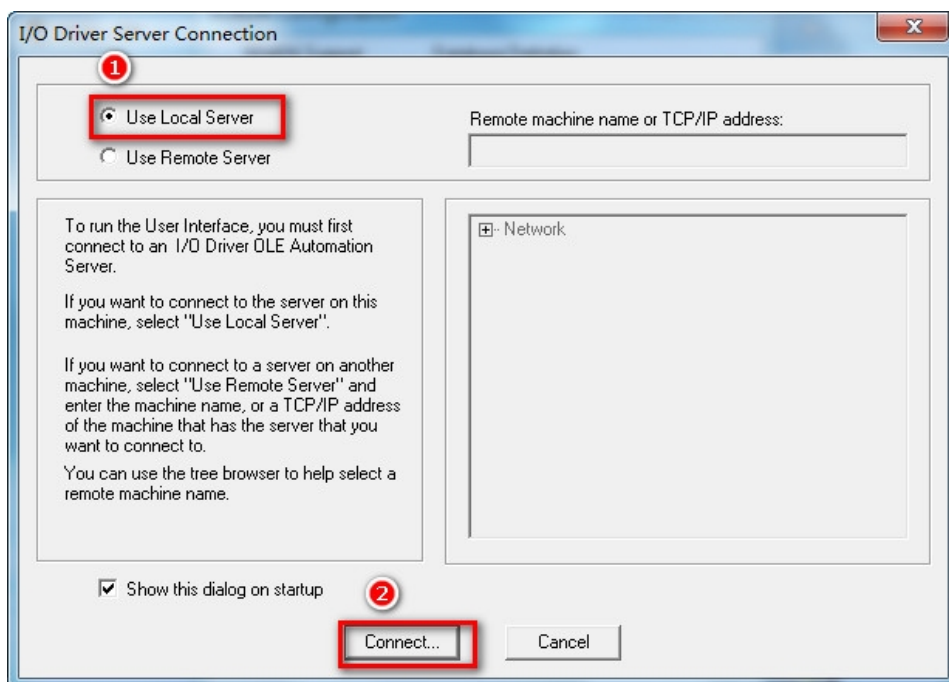 I/O Driver Server Connection
1
Use Local Server
Use Remote Server
Remote machine name or TCP/IP address:
To run the User Interface, you must first
connect to an I/O Driver OLE Automation
Server.
If you want to connect to the server on this
machine, select "Use Local Server".
If you want to connect to a server on another
machine, select "Use Remote Server" and
enter the machine name, or a TCP/IP address
of the machine that has the server that you
want to connect to.
You can use the tree browser to help select a
remote machine name.
Network
Show this dialog on startup
2
Connect...
Cancel